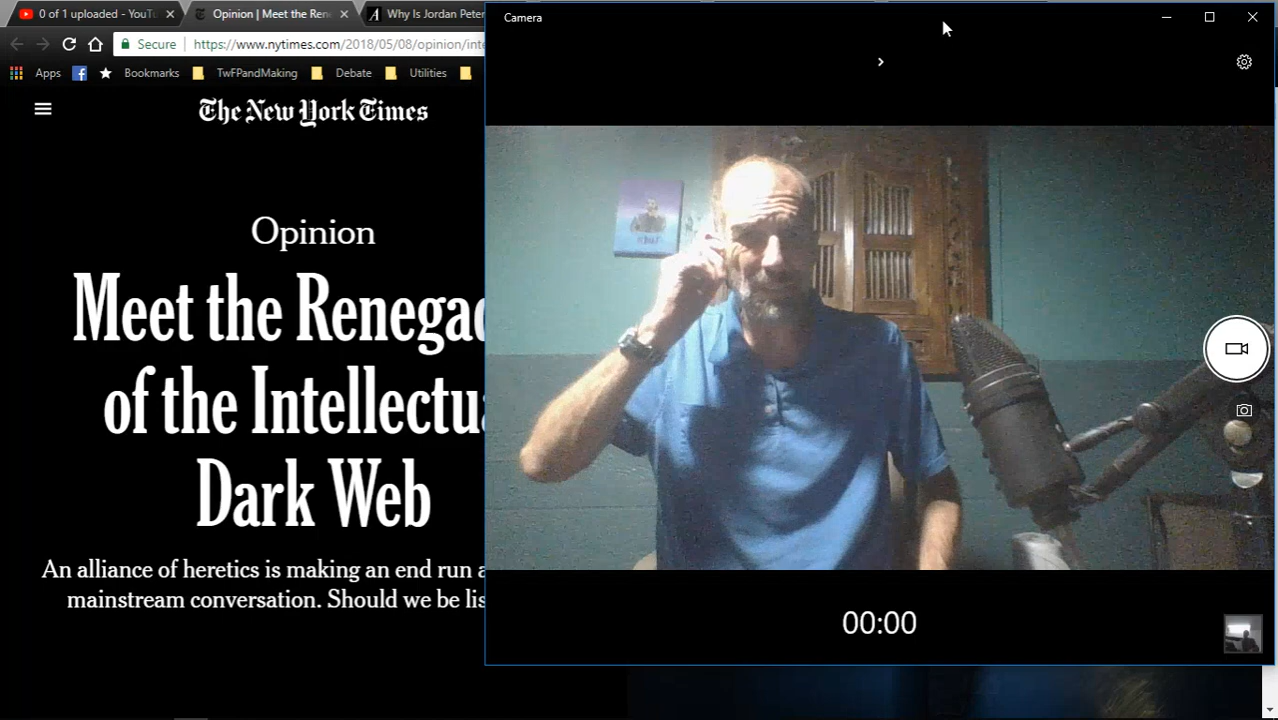 0 of 1 uploaded - YouTu
Opinion | Meet the Ren
Why Is Jordan Peter
Camera
Secure
https://www.nytimes.com/2018/05/08/opinion/inte
Apps
Bookmarks
TwFPandMaking
Debate
Utilities
The New York Times
Opinion
Meet the Renegad
of the Intellectua
Dark Web
An alliance of heretics is making an end run a
mainstream conversation. Should we be lis
00:00